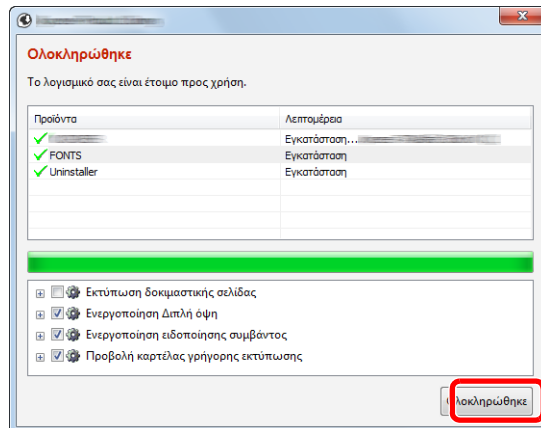 Ολοκληρώθηκε
Το λογισμικό σας είναι έτοιμο προς χρήση.
Προϊόντα Λεπτομέρεια
Εγκατάσταση...
FONTS Εγκατάσταση
Uninstaller Εγκατάσταση
Εκτύπωση δοκιμαστικής σελίδας
Ενεργοποίηση Διπλή όψη
Ενεργοποίηση ειδοποίησης συμβάντος
Προβολή καρτέλας γρήγορης εκτύπωσης
Ολοκληρώθηκε